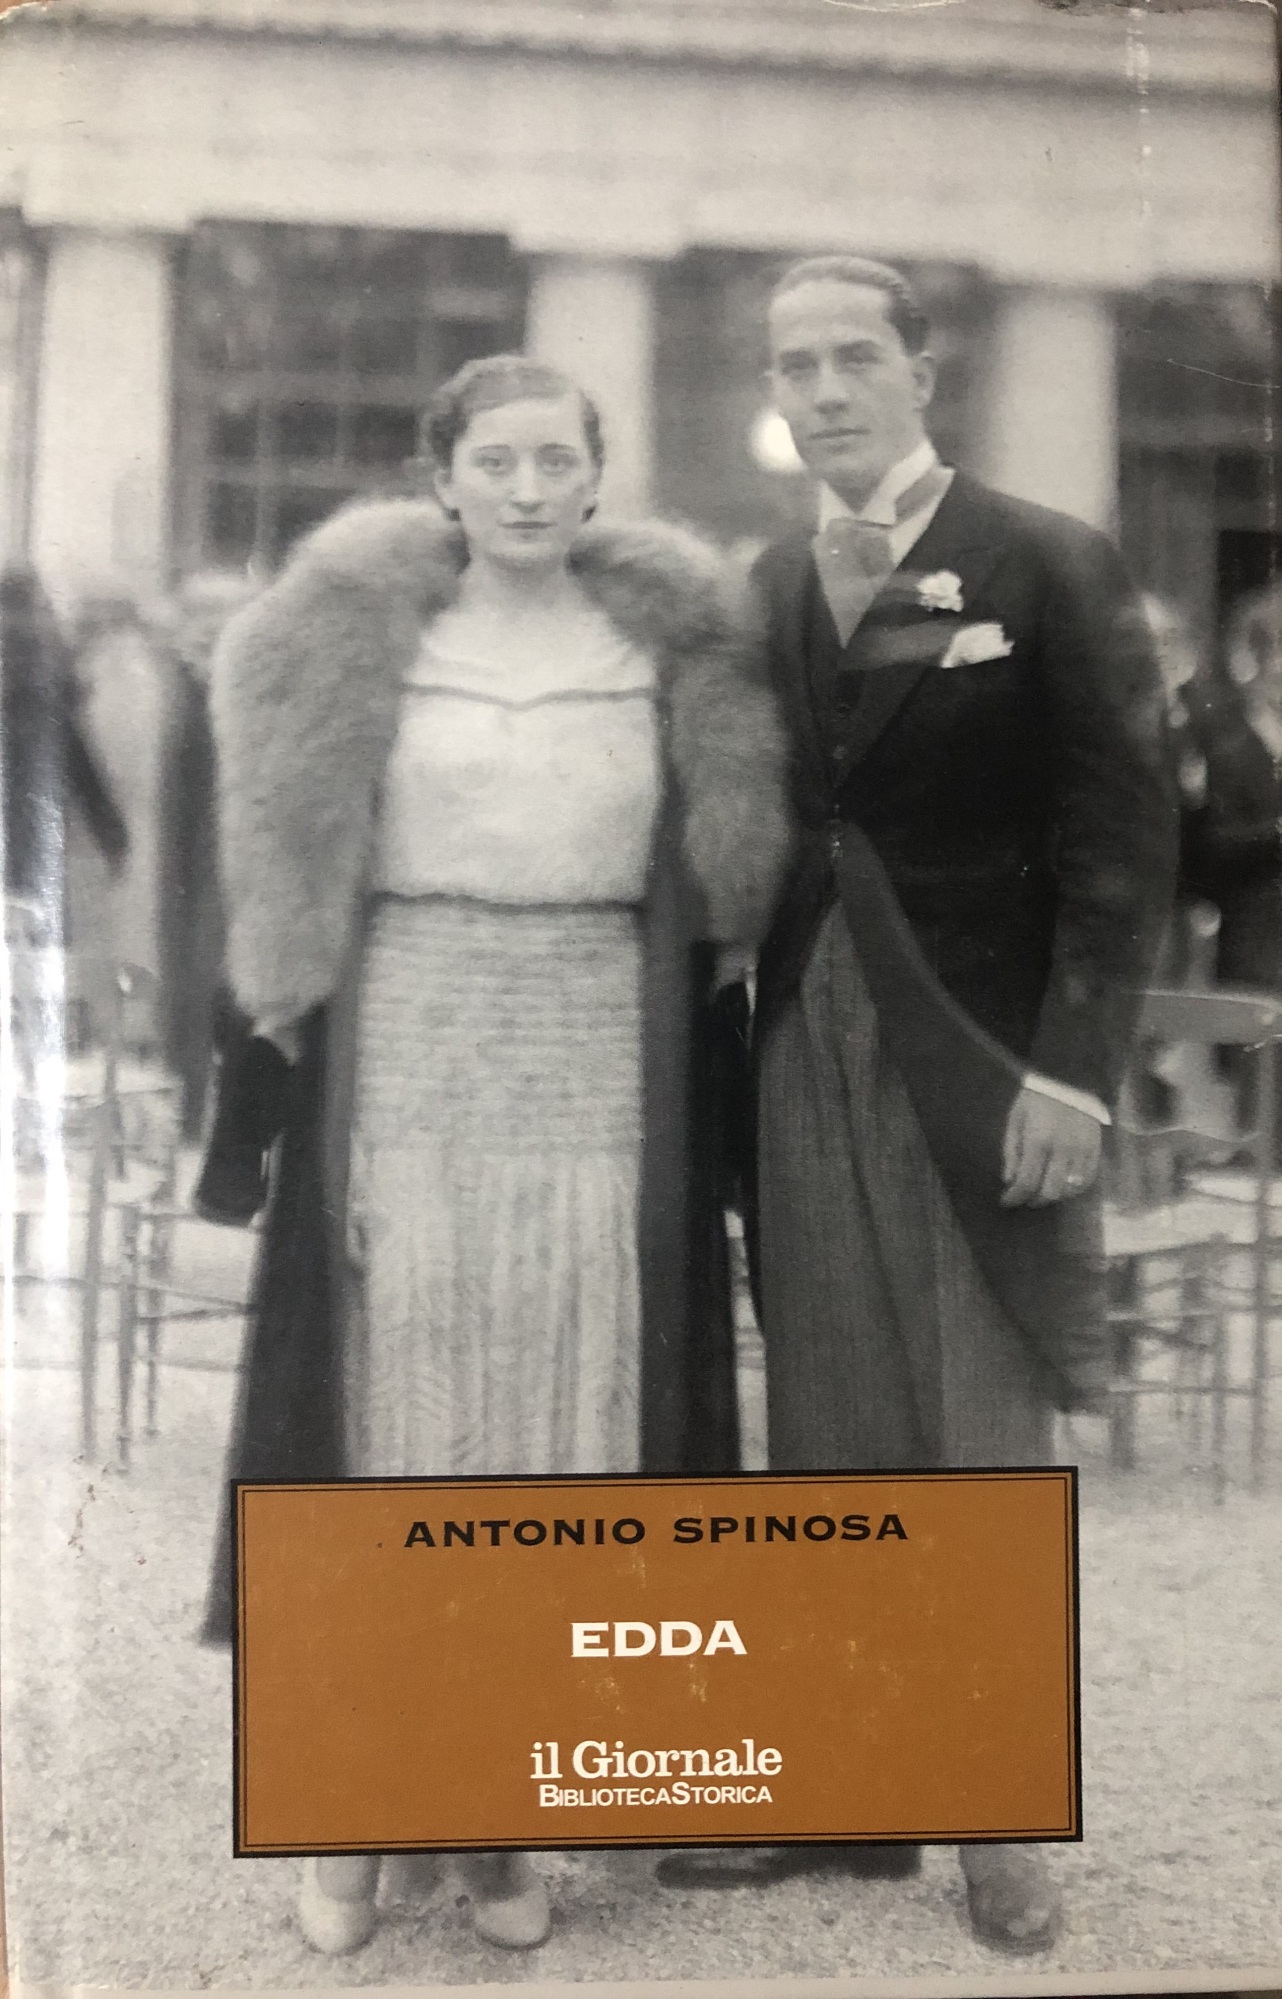 ANTONIO SPINOSA
EDDA
il Giornale
BIBLIOTECASTORICA